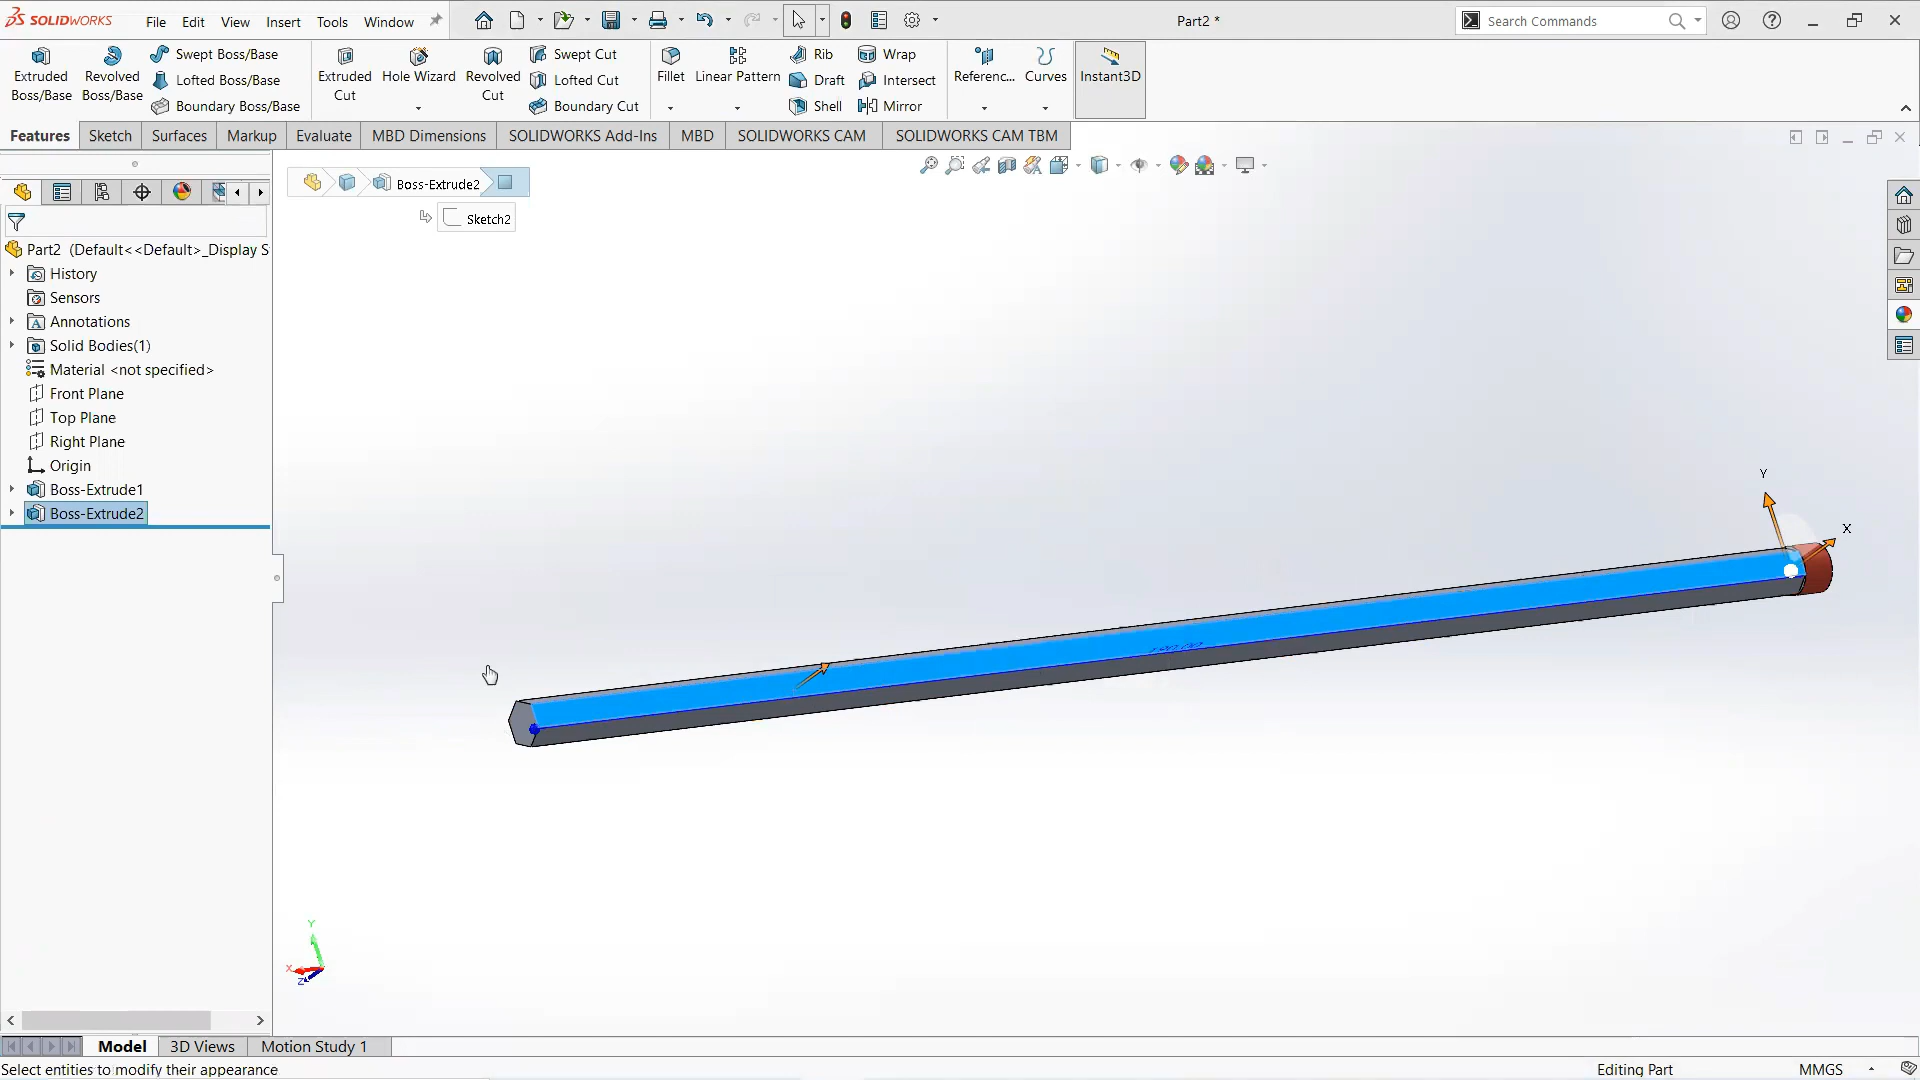 SOLIDWORKS File Edit View Insert Tools Window Part2 * Search Commands
Extruded Boss/Base
Revolved Boss/Base
Swept Boss/Base
Lofted Boss/Base
Boundary Boss/Base
Extruded Cut
Hole Wizard
Revolved Cut
Swept Cut
Lofted Cut
Boundary Cut
Fillet
Linear Pattern
Rib
Draft
Shell
Wrap
Intersect
Mirror
Referenc...
Curves
Instant3D
Features Sketch Surfaces Markup Evaluate MBD Dimensions SOLIDWORKS Add-Ins MBD SOLIDWORKS CAM SOLIDWORKS CAM TBM
Boss-Extrude2
Sketch2
Part2 (Default<<Default>_Display S
History
Sensors
Annotations
Solid Bodies(1)
Material <not specified>
Front Plane
Top Plane
Right Plane
Origin
Boss-Extrude1
Boss-Extrude2
Y
X
Y
X
Z
Model 3D Views Motion Study 1
Select entities to modify their appearance Editing Part MMGS